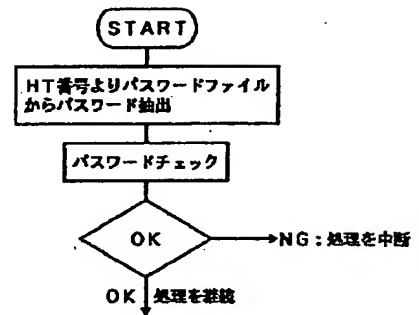 START
HT番号よりパスワードファイル
からパスワード抽出
パスワードチェック
OK
NG:処理を中断
OK 処理を継続